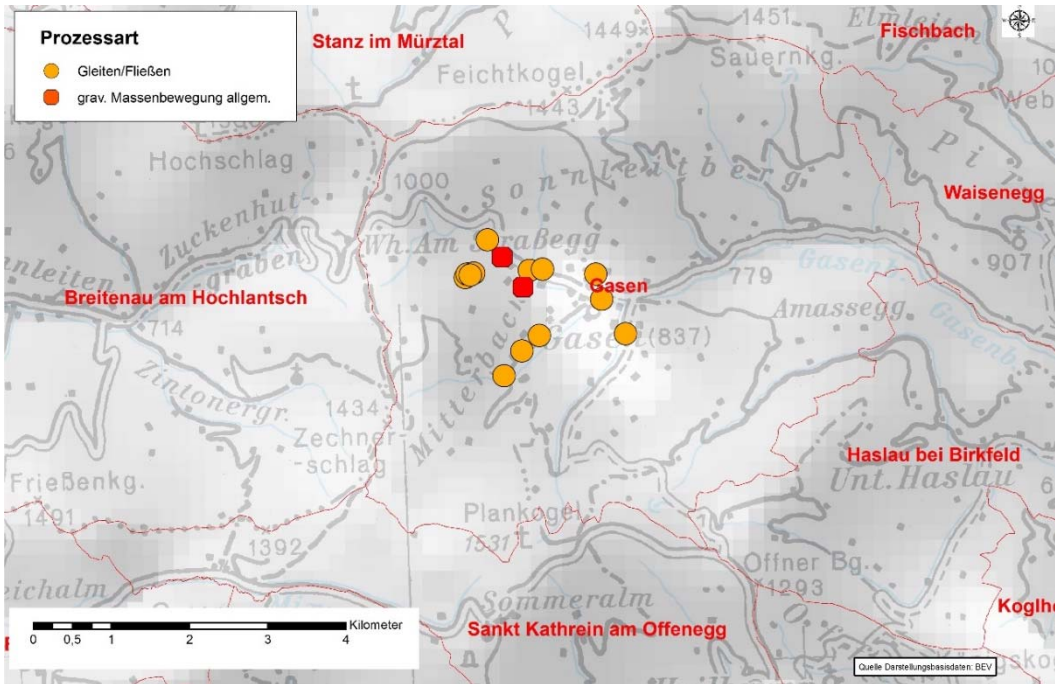 Prozessart
Gleiten/Fließen
grav. Massenbewegung allgem.
Stanz im Mürztal
1449
1451
Sauernkg.
Fischbach
Feichtkogel
1443
Hochschlag
1000
Sonnleitberg
Waisenegg
Zuckenhut-
graben
Wh. Am Straßegg
907
Breitenau am Hochlantsch
Gasen
779
714
Amassegg
Gasen (837)
Gasenb.
Mitterbach
Zintonergr.
1434
Zechner-
-schlag
Haslau bei Birkfeld
Unt. Haslau
Frießenkg.
1491
Plankogel
1531
1392
Offner Bg.
1293
Sommeralm
Sankt Kathrein am Offenegg
Kilometer
0 0,5 1 2 3 4
Quelle Darstellungsbasisdaten: BEV